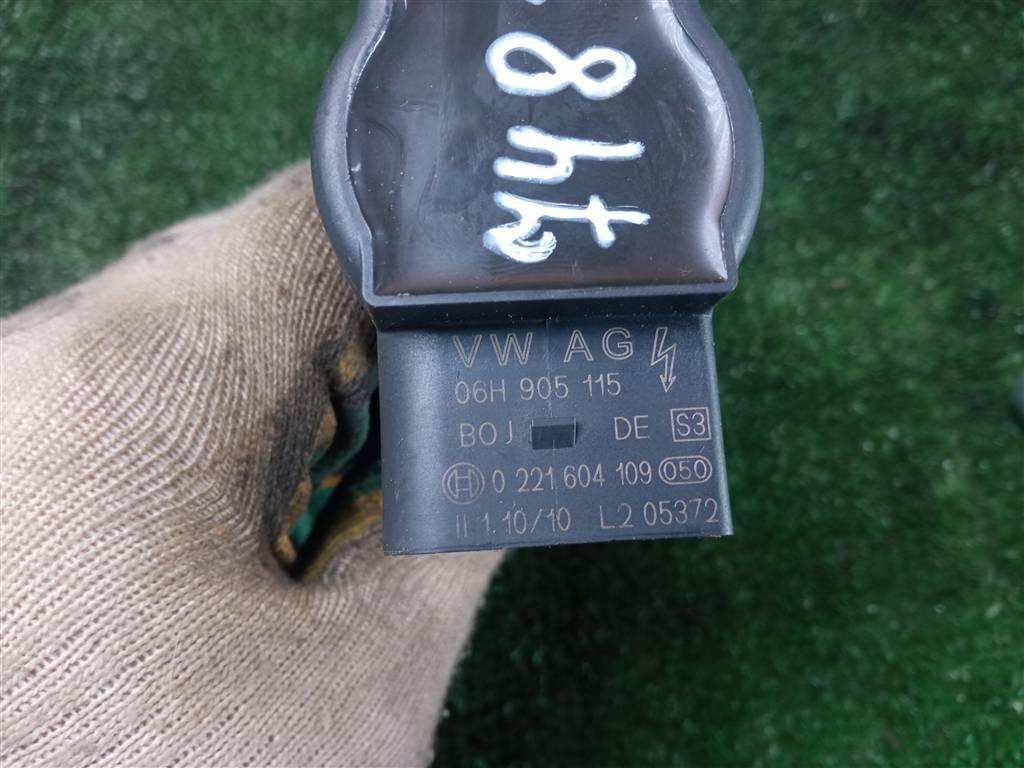 VW AG
06H 905 115
BOJ DE S3
H 0 221 604 109 050
II 1.10/10 L2 05372